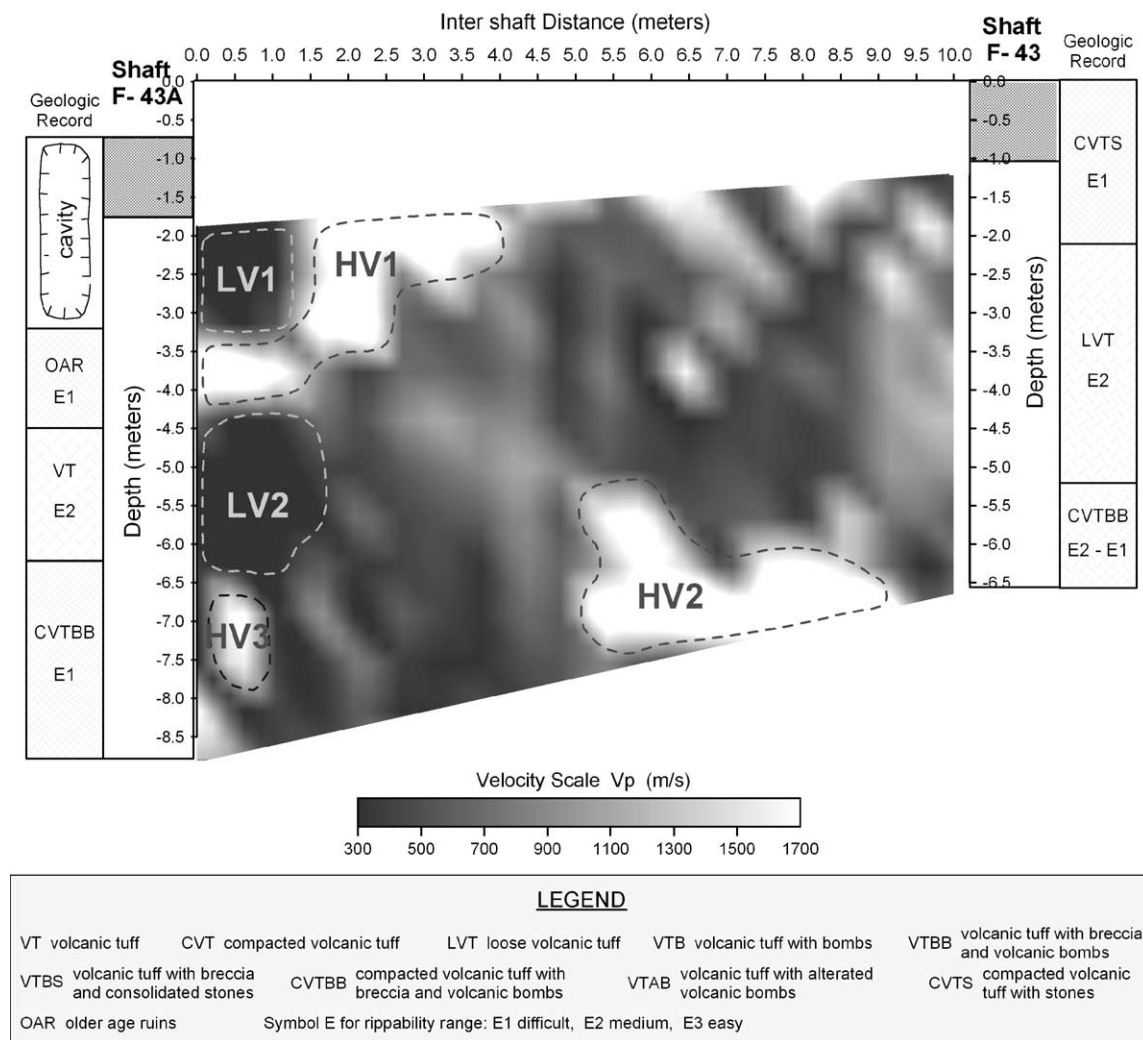 Inter shaft Distance (meters)
0.0 0.5 1.0 1.5 2.0 2.5 3.0 3.5 4.0 4.5 5.0 5.5 6.0 6.5 7.0 7.5 8.0 8.5 9.0 9.5 10.0
Shaft
F- 43A
Shaft
F- 43
Geologic
Record
Geologic
Record
cavity
OAR
E1
VT
E2
CVTBB
E1
Depth (meters)
0.0
-0.5
-1.0
-1.5
-2.0
-2.5
-3.0
-3.5
-4.0
-4.5
-5.0
-5.5
-6.0
-6.5
-7.0
-7.5
-8.0
-8.5
LV1
HV1
LV2
HV2
HV3
0.0
-0.5
-1.0
-1.5
-2.0
-2.5
-3.0
-3.5
-4.0
-4.5
-5.0
-5.5
-6.0
-6.5
Depth (meters)
CVTS
E1
LVT
E2
CVTBB
E2 - E1
Velocity Scale Vp (m/s)
300 500 700 900 1100 1300 1500 1700
LEGEND
VT volcanic tuff CVT compacted volcanic tuff LVT loose volcanic tuff VTB volcanic tuff with bombs VTBB volcanic tuff with breccia
and volcanic bombs
VTBS volcanic tuff with breccia
and consolidated stones
CVTBB compacted volcanic tuff with
breccia and volcanic bombs
VTAB volcanic tuff with alterated
volcanic bombs
CVTS compacted volcanic
tuff with stones
OAR older age ruins Symbol E for rippability range: E1 difficult, E2 medium, E3 easy